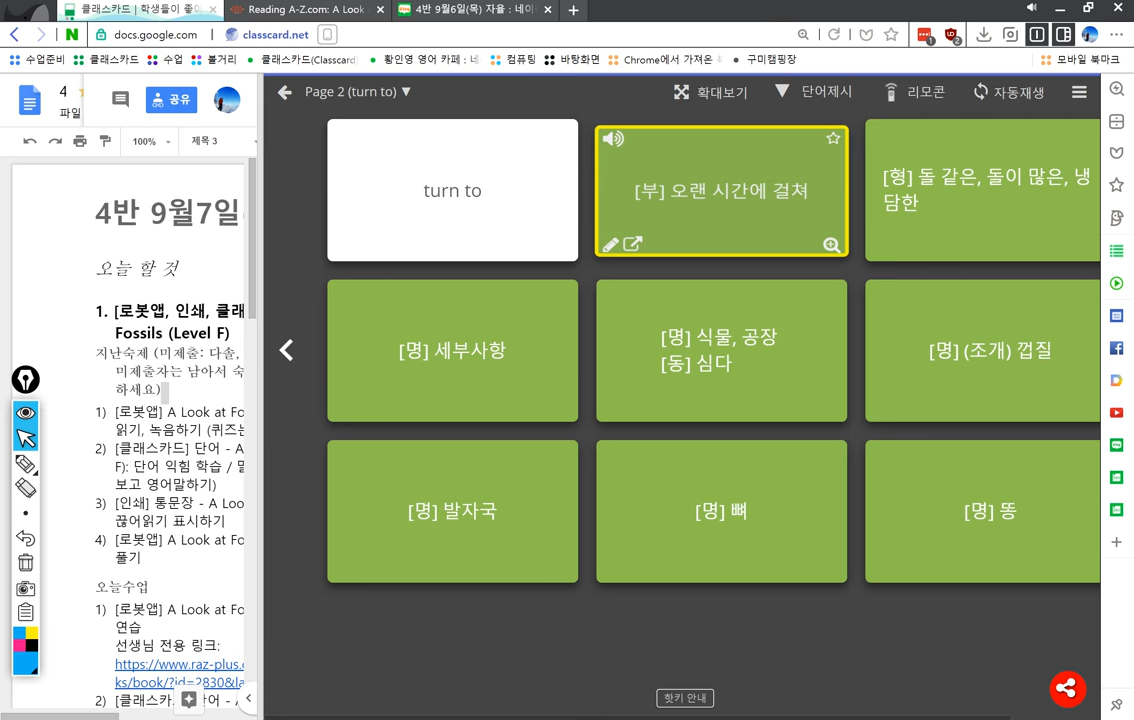 클래스카드 | 학생들이 좋아
Reading A-Z.com: A Look
4반 9월6일(목) 자율 : 네이
docs.google.com
classcard.net
수업준비
클래스카드
수업
볼거리
클래스카드(Classcard
황인영 영어 카페 : 네
컴퓨팅
바탕화면
Chrome에서 가져온
구미캠핑장
모바일 북마크
4
파일
공유
100%
제목 3
4반 9월7일
오늘 할 것
1. [로봇앱, 인쇄, 클래
Fossils (Level F)
지난숙제 (미제출: 다솔,
미제출자는 남아서 숙
하세요)
1) [로봇앱] A Look at Fo
읽기, 녹음하기 (퀴즈는
2) [클래스카드] 단어 - A
F): 단어 익힘 학습 /
보고 영어말하기)
3) [인쇄] 통문장 - A Loo
끊어읽기 표시하기
4) [로봇앱] A Look at Fo
풀기
오늘수업
1) [로봇앱] A Look at Fo
연습
선생님 전용 링크:
https://www.raz-plus.c
ks/book/?id=2830&la
2) [클래스카드] 단어 - A
Page 2 (turn to) ▼
확대보기
단어제시
리모콘
자동재생
turn to
[부] 오랜 시간에 걸쳐
[형] 돌 같은, 돌이 많은, 냉
담한
[명] 세부사항
[명] 식물, 공장
[동] 심다
[명] (조개) 껍질
[명] 발자국
[명] 뼈
[명] 똥
핫키 안내